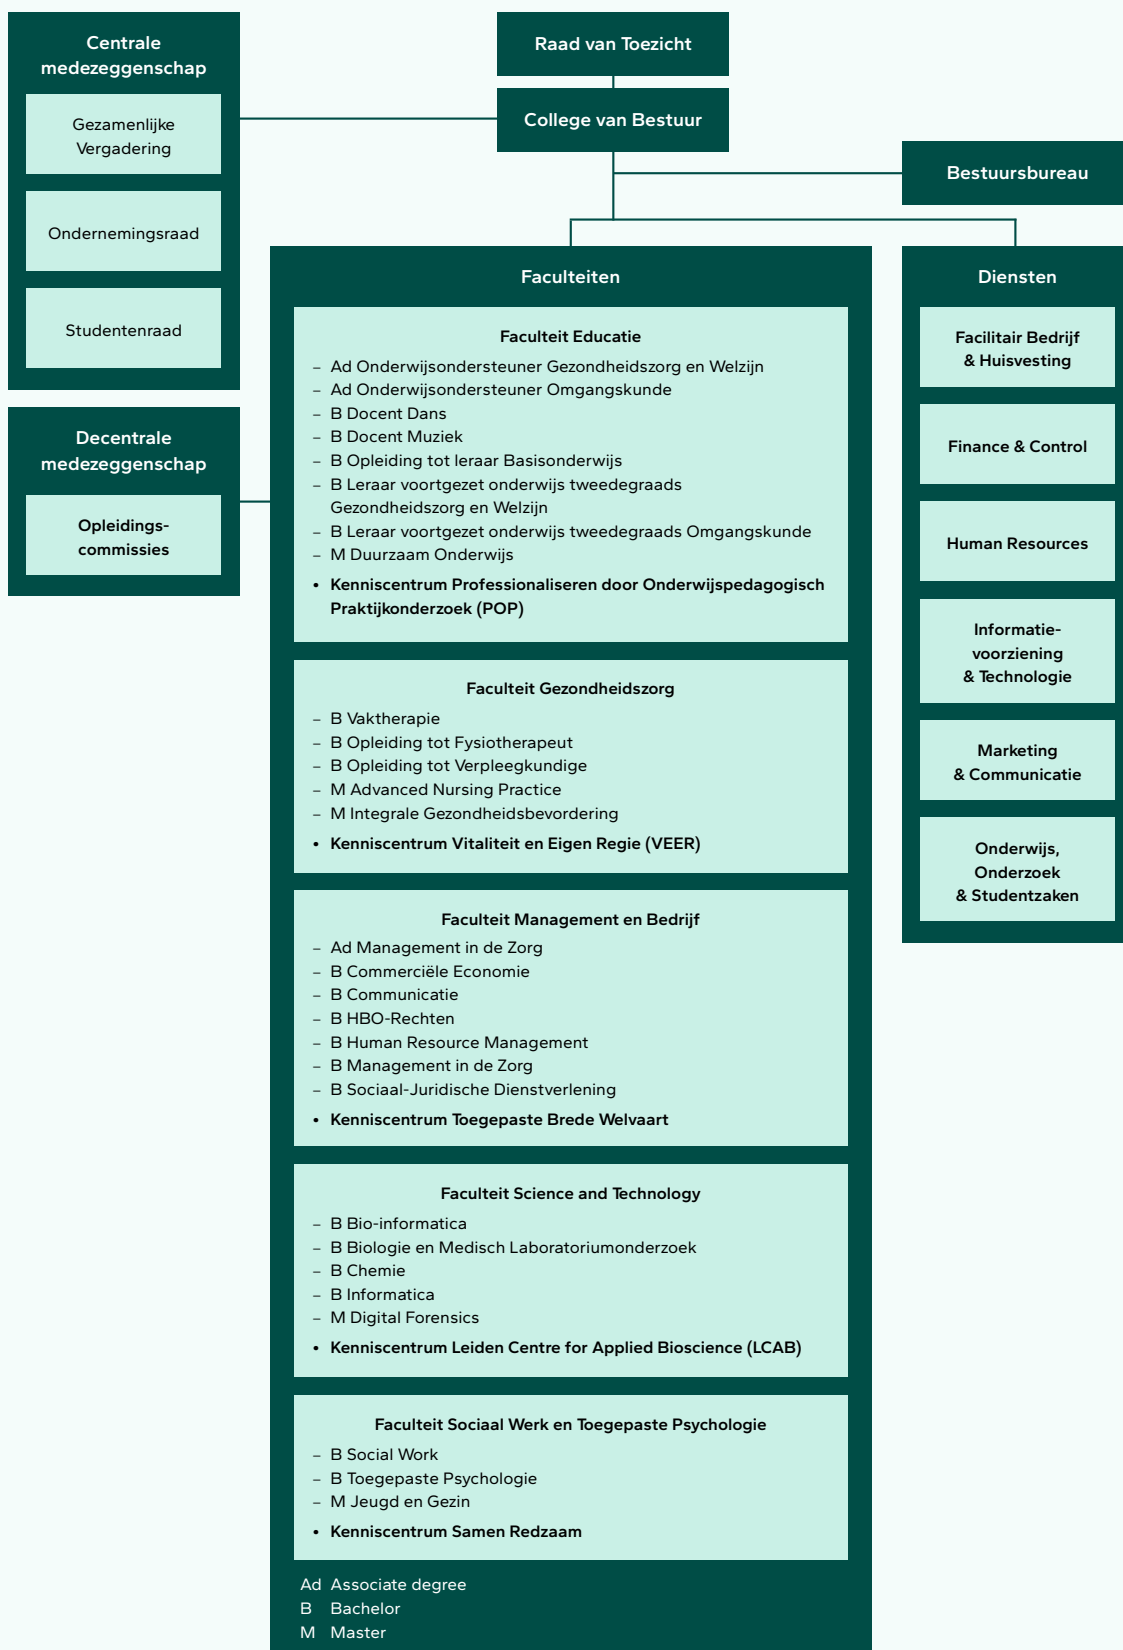 Centrale
medezeggenschap
Gezamenlijke
Vergadering
Ondernemingsraad
Studentenraad
Decentrale
medezeggenschap
Opleidings-
commissies
Raad van Toezicht
College van Bestuur
Bestuursbureau
Faculteiten
Faculteit Educatie
– Ad Onderwijsondersteuner Gezondheidszorg en Welzijn
– Ad Onderwijsondersteuner Omgangskunde
– B Docent Dans
– B Docent Muziek
– B Opleiding tot leraar Basisonderwijs
– B Leraar voortgezet onderwijs tweedegraads
Gezondheidszorg en Welzijn
– B Leraar voortgezet onderwijs tweedegraads Omgangskunde
– M Duurzaam Onderwijs
• Kenniscentrum Professionaliseren door Onderwijspedagogisch
Praktijkonderzoek (POP)
Faculteit Gezondheidszorg
– B Vaktherapie
– B Opleiding tot Fysiotherapeut
– B Opleiding tot Verpleegkundige
– M Advanced Nursing Practice
– M Integrale Gezondheidsbevordering
• Kenniscentrum Vitaliteit en Eigen Regie (VEER)
Faculteit Management en Bedrijf
– Ad Management in de Zorg
– B Commerciële Economie
– B Communicatie
– B HBO-Rechten
– B Human Resource Management
– B Management in de Zorg
– B Sociaal-Juridische Dienstverlening
• Kenniscentrum Toegepaste Brede Welvaart
Faculteit Science and Technology
– B Bio-informatica
– B Biologie en Medisch Laboratoriumonderzoek
– B Chemie
– B Informatica
– M Digital Forensics
• Kenniscentrum Leiden Centre for Applied Bioscience (LCAB)
Faculteit Sociaal Werk en Toegepaste Psychologie
– B Social Work
– B Toegepaste Psychologie
– M Jeugd en Gezin
• Kenniscentrum Samen Redzaam
Ad Associate degree
B Bachelor
M Master
Diensten
Facilitair Bedrijf
& Huisvesting
Finance & Control
Human Resources
Informatie-
voorziening
& Technologie
Marketing
& Communicatie
Onderwijs,
Onderzoek
& Studentzaken